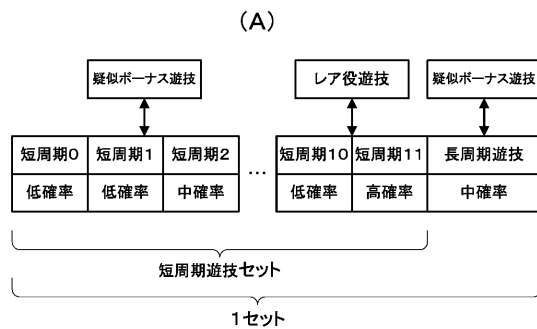 (A)
疑似ボーナス遊技 レア役遊技 疑似ボーナス遊技
短周期0 短周期1 短周期2 … 短周期10 短周期11 長周期遊技
低確率 低確率 中確率 低確率 高確率 中確率
短周期遊技セット
1セット